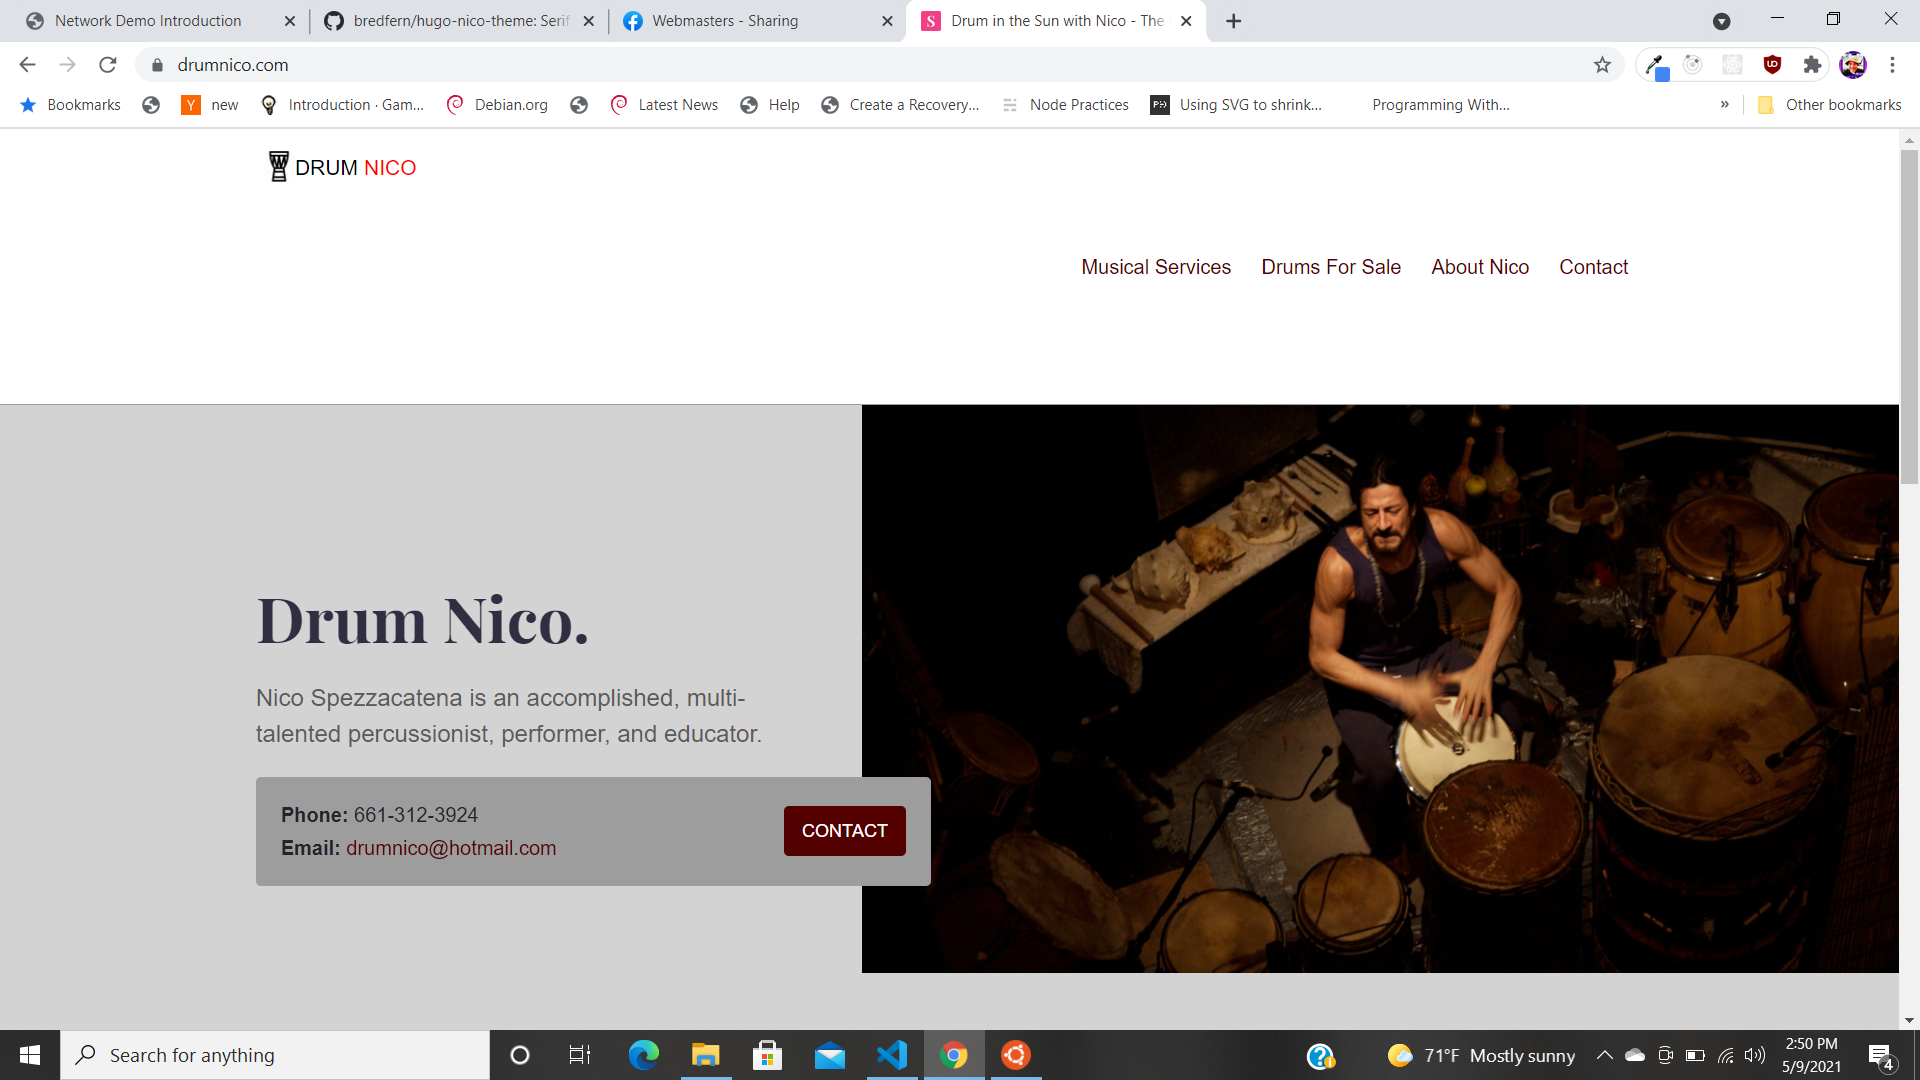 Network Demo Introduction
bredfern/hugo-nico-theme: Serif
Webmasters - Sharing
S Drum in the Sun with Nico - The
drumnico.com
Bookmarks
Y new
Introduction · Gam...
Debian.org
Latest News
Help
Create a Recovery...
Node Practices
Using SVG to shrink...
Programming With...
»
Other bookmarks
DRUM NICO
Musical Services Drums For Sale About Nico Contact
Drum Nico.
Nico Spezzacatena is an accomplished, multi-
talented percussionist, performer, and educator.
Phone: 661-312-3924
Email: drumnico@hotmail.com
CONTACT
Search for anything
71°F Mostly sunny
2:50 PM
5/9/2021
4